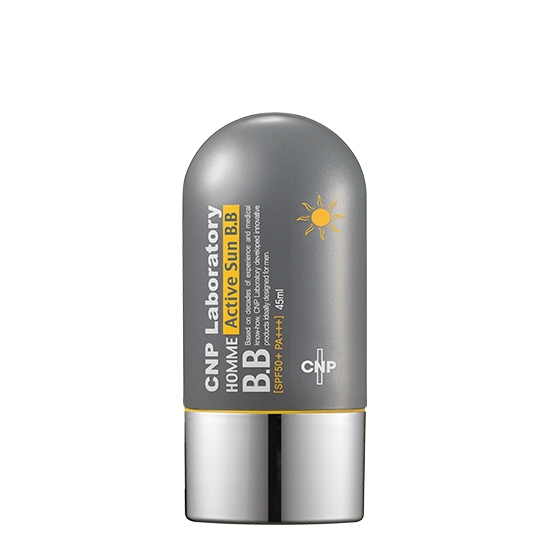 CNP Laboratory
HOMME Active Sun B.B
Based on decades of experience and medical
know-how, CNP Laboratory developed innovative
products ideally designed for men.
B.B
[SPF50+ PA+++] 45ml
CNP